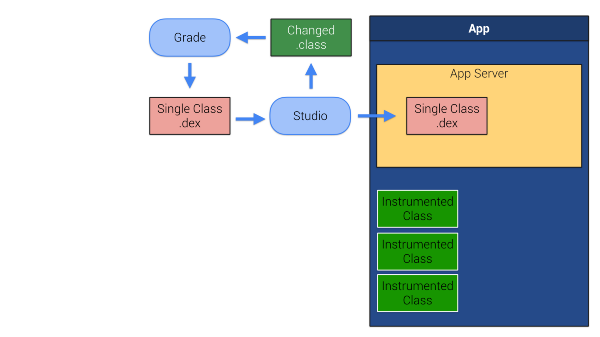 App
Grade
Changed
.class
App Server
Single Class
.dex
Studio
Single Class
.dex
Instrumented
Class
Instrumented
Class
Instrumented
Class